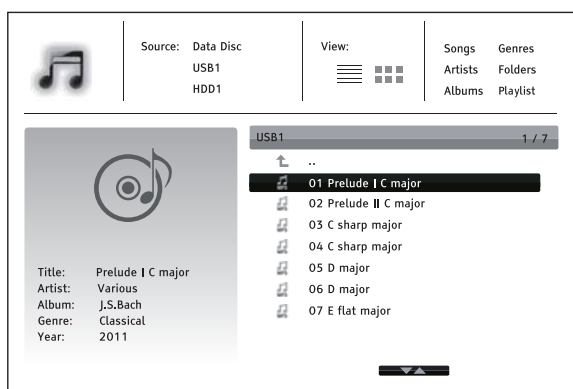 Source: Data Disc
USB1
HDD1
View:
Songs Genres
Artists Folders
Albums Playlist
USB1 1 / 7
..
01 Prelude I C major
02 Prelude II C major
03 C sharp major
04 C sharp major
05 D major
06 D major
07 E flat major
Title: Prelude I C major
Artist: Various
Album: J.S.Bach
Genre: Classical
Year: 2011